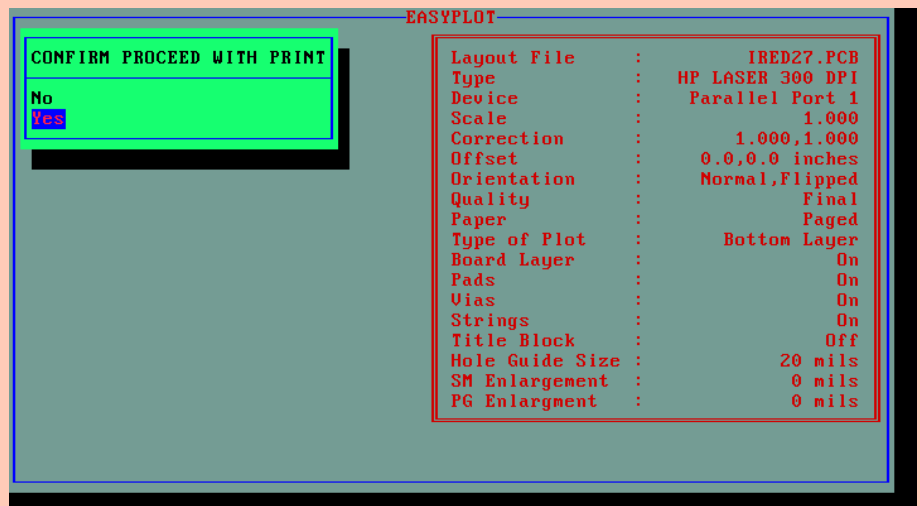 EASYPLOT
CONFIRM PROCEED WITH PRINT
No
Yes
Layout File : IRED27.PCB
Type : HP LASER 300 DPI
Device : Parallel Port 1
Scale : 1.000
Correction : 1.000,1.000
Offset : 0.0,0.0 inches
Orientation : Normal,Flipped
Quality : Final
Paper : Paged
Type of Plot : Bottom Layer
Board Layer : On
Pads : On
Vias : On
Strings : On
Title Block : Off
Hole Guide Size : 20 mils
SM Enlargement : 0 mils
PG Enlargment : 0 mils